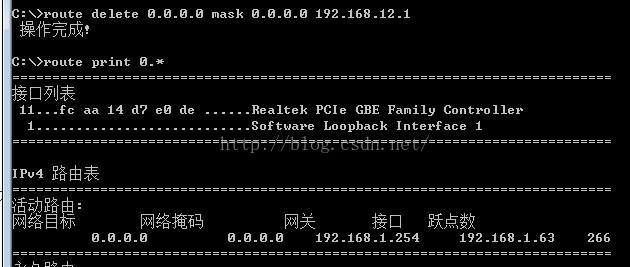 C:\>route delete 0.0.0.0 mask 0.0.0.0 192.168.12.1
操作完成!
C:\>route print 0.*
===========================================================================
接口列表
11...fc aa 14 d7 e0 de ......Realtek PCIe GBE Family Controller
1...........................Software Loopback Interface 1
http://blog.csdn.net/
===========================================================================
IPv4 路由表
===========================================================================
活动路由:
网络目标 网络掩码 网关 接口 跃点数
0.0.0.0 0.0.0.0 192.168.1.254 192.168.1.63 266
===========================================================================
永久路由